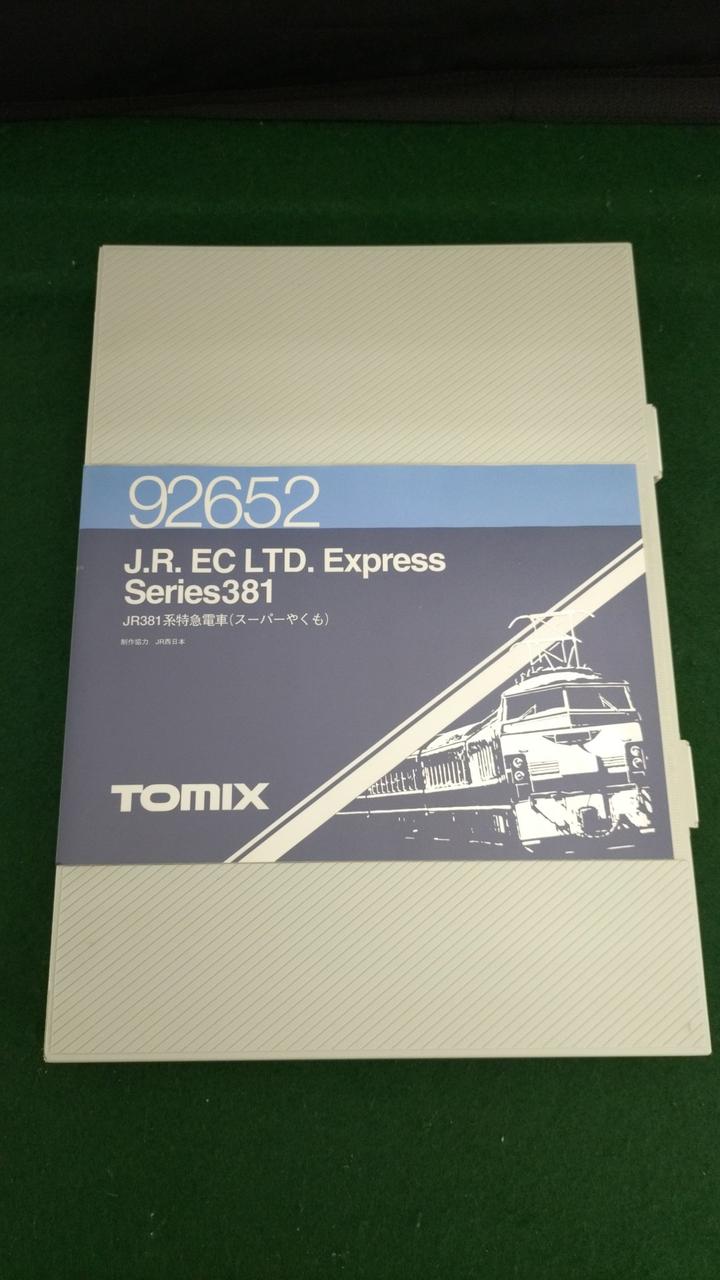 92652
J.R. EC LTD. Express
Series381
JR381系特急電車(スーパーやくも)
制作協力 JR西日本
TOMIX